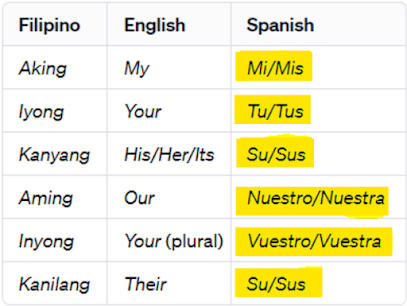 Filipino English Spanish
Aking My Mi/Mis
Iyong Your Tu/Tus
Kanyang His/Her/Its Su/Sus
Aming Our Nuestro/Nuestra
Inyong Your (plural) Vuestro/Vuestra
Kanilang Their Su/Sus